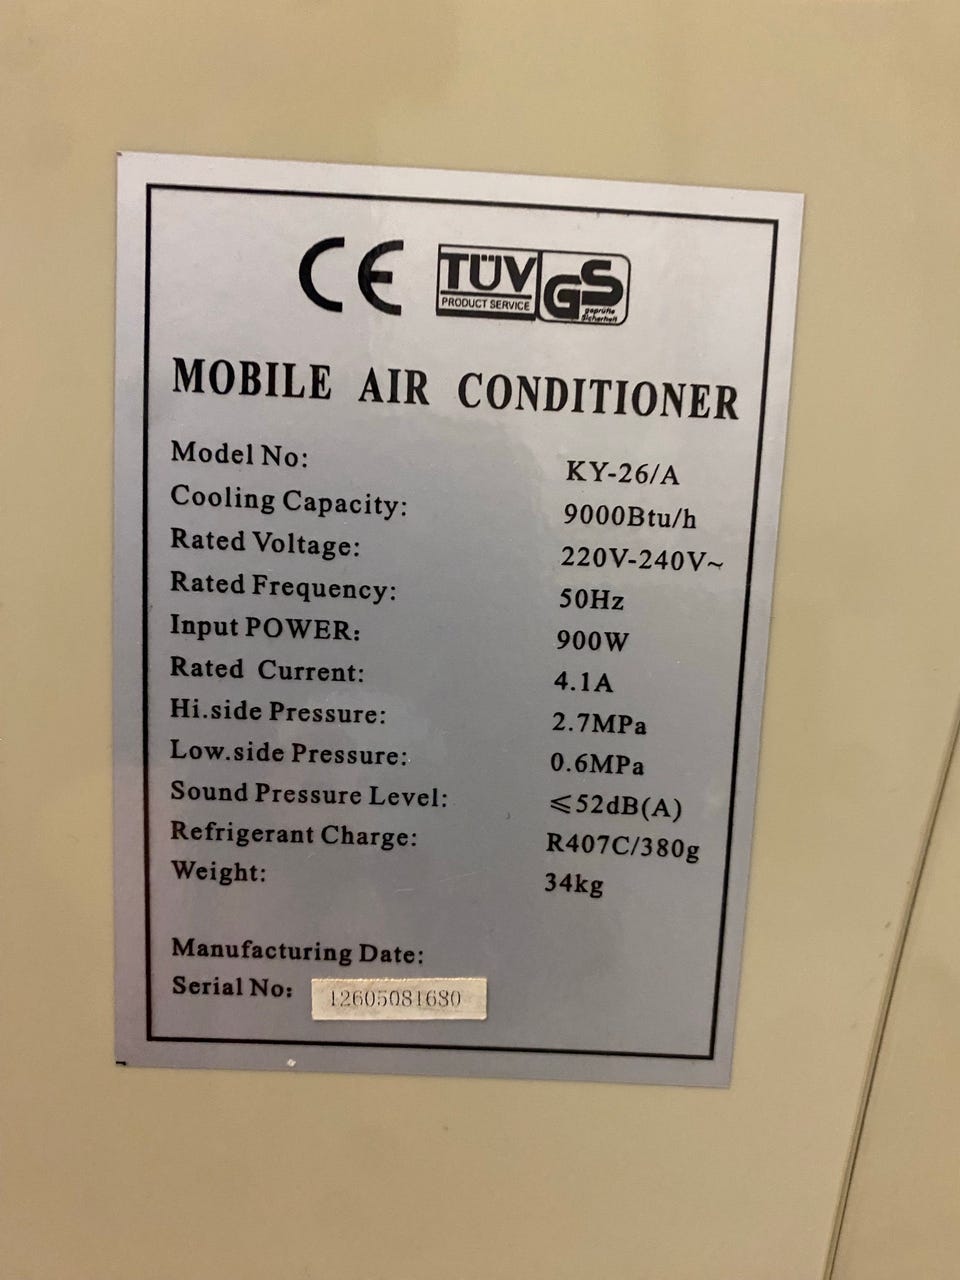 CE TÜV PRODUCT SERVICE GS geprüfte Sicherheit
MOBILE AIR CONDITIONER
Model No: KY-26/A
Cooling Capacity: 9000Btu/h
Rated Voltage: 220V-240V~
Rated Frequency: 50Hz
Input POWER: 900W
Rated Current: 4.1A
Hi.side Pressure: 2.7MPa
Low.side Pressure: 0.6MPa
Sound Pressure Level: ≤52dB(A)
Refrigerant Charge: R407C/380g
Weight: 34kg
Manufacturing Date:
Serial No: 12605081680